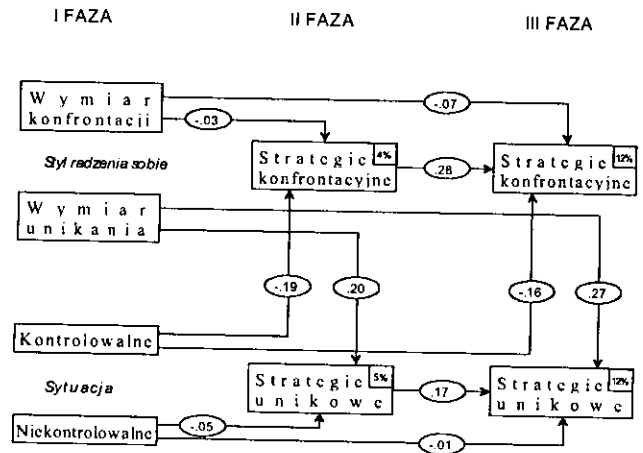 I FAZA
II FAZA
III FAZA
Wymiar
konfrontacji
-.03
-.07
Styl radzenia sobie
Strategie
konfrontacyjne
4%
.28
Strategie
konfrontacyjne
12%
Wymiar
unikania
-.19
.20
-.16
.27
Kontrolowalne
Sytuacja
Strategie
unikowe
5%
.17
Strategie
unikowe
12%
Niekontrolowalne
-.05
-.01